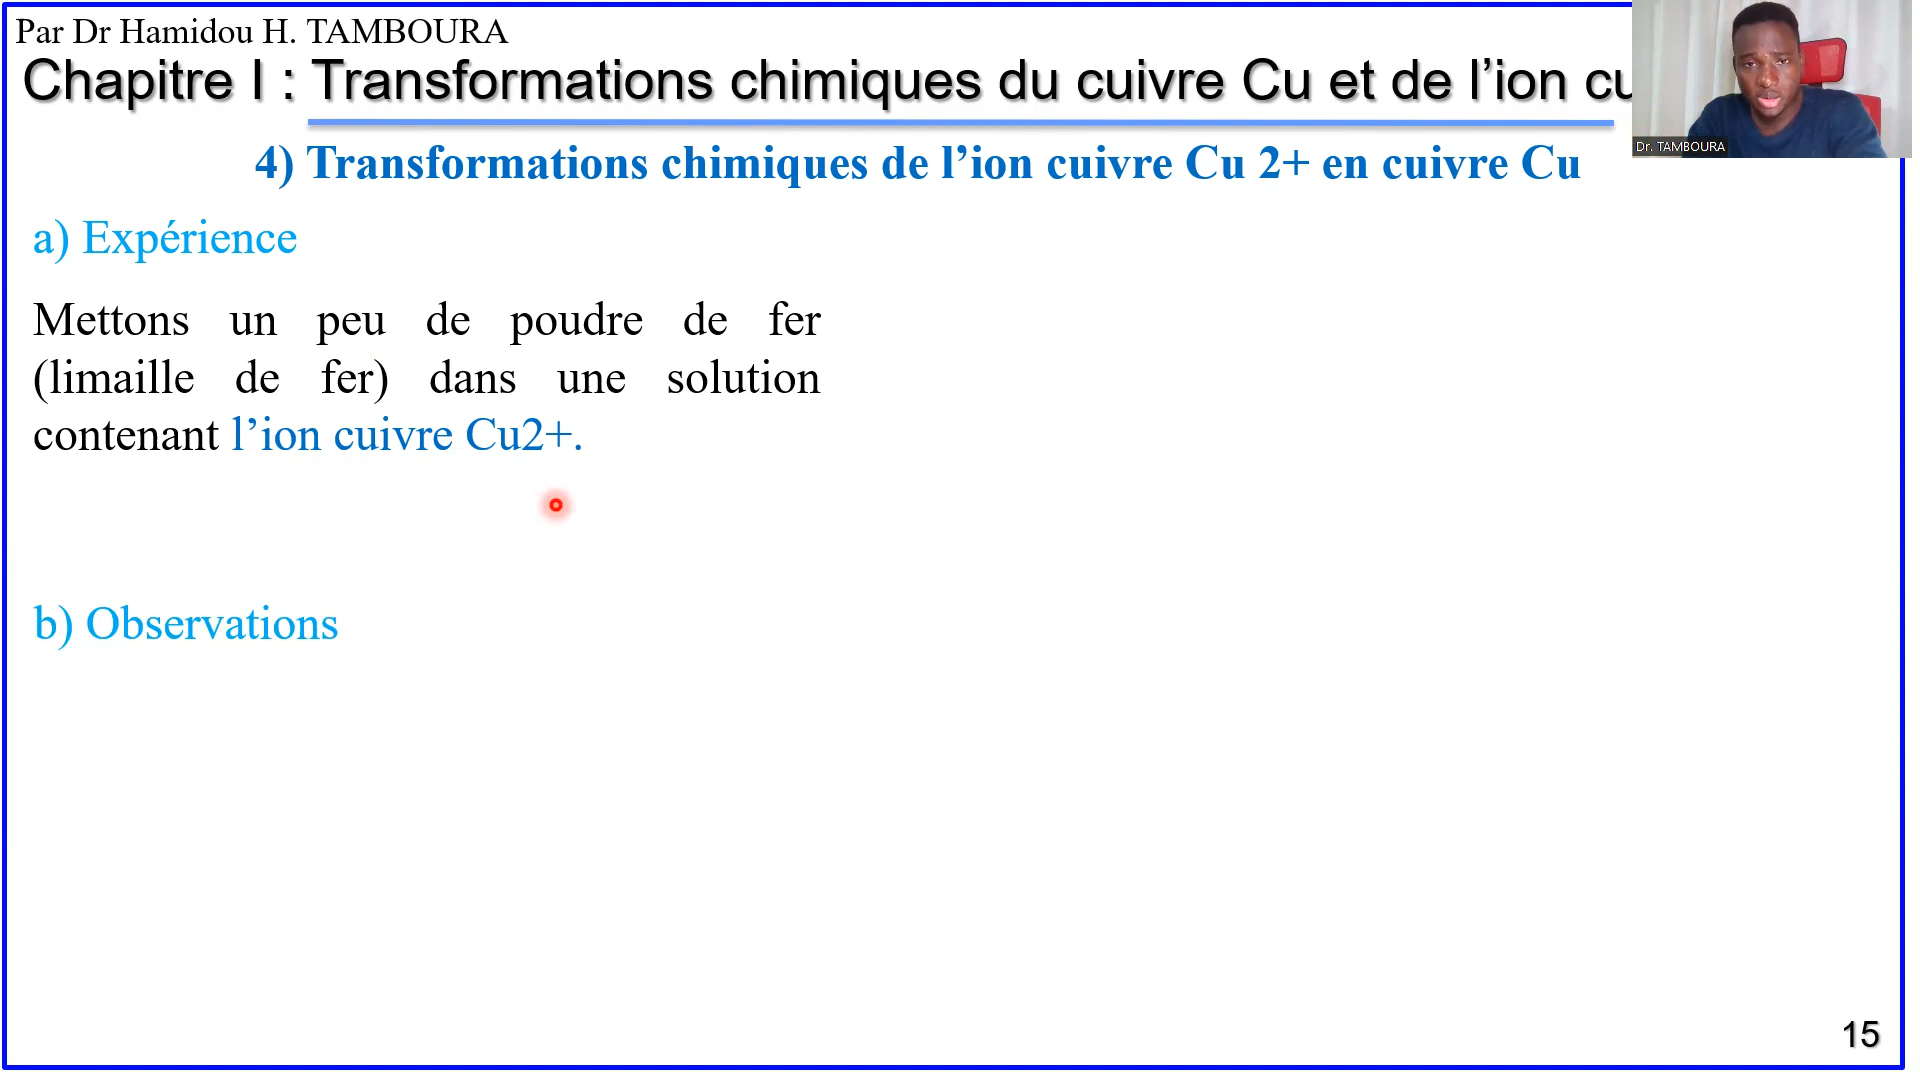 Par Dr Hamidou H. TAMBOURA
Chapitre I : Transformations chimiques du cuivre Cu et de l’ion cu
Dr. TAMBOURA
4) Transformations chimiques de l’ion cuivre Cu 2+ en cuivre Cu
a) Expérience
Mettons un peu de poudre de fer
(limaille de fer) dans une solution
contenant l’ion cuivre Cu2+.
b) Observations
15